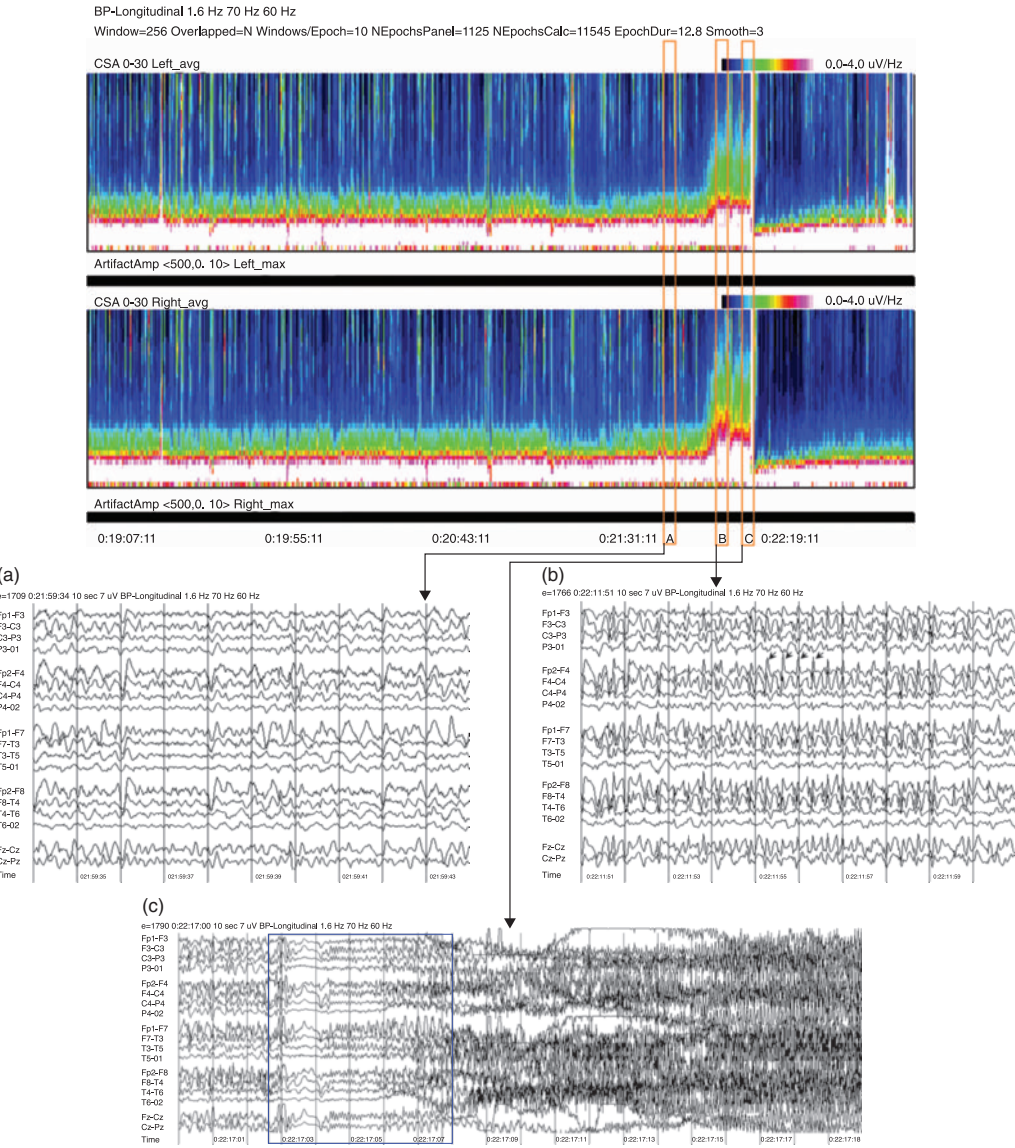 BP-Longitudinal 1.6 Hz 70 Hz 60 Hz
Window=256 Overlapped=N Windows/Epoch=10 NEpochsPanel=1125 NEpochsCalc=11545 EpochDur=12.8 Smooth=3
CSA 0-30 Left_avg
0.0-4.0 uV/Hz
ArtifactAmp <500,0. 10> Left_max
CSA 0-30 Right_avg
0.0-4.0 uV/Hz
ArtifactAmp <500,0. 10> Right_max
0:19:07:11 0:19:55:11 0:20:43:11 0:21:31:11 A B C 0:22:19:11
(a)
e=1709 0:21:59:34 10 sec 7 uV BP-Longitudinal 1.6 Hz 70 Hz 60 Hz
Fp1-F3
F3-C3
C3-P3
P3-01
Fp2-F4
F4-C4
C4-P4
P4-02
Fp1-F7
F7-T3
T3-T5
T5-01
Fp2-F8
F8-T4
T4-T6
T6-02
Fz-Cz
Cz-Pz
Time 021:59:35 021:59:37 021:59:39 021:59:41 021:59:43
(b)
e=1766 0:22:11:51 10 sec 7 uV BP-Longitudinal 1.6 Hz 70 Hz 60 Hz
Fp1-F3
F3-C3
C3-P3
P3-01
Fp2-F4
F4-C4
C4-P4
P4-02
Fp1-F7
F7-T3
T3-T5
T5-01
Fp2-F8
F8-T4
T4-T6
T6-02
Fz-Cz
Cz-Pz
Time 0:22:11:51 0:22:11:53 0:22:11:55 0:22:11:57 0:22:11:59
(c)
e=1790 0:22:17:00 10 sec 7 uV BP-Longitudinal 1.6 Hz 70 Hz 60 Hz
Fp1-F3
F3-C3
C3-P3
P3-01
Fp2-F4
F4-C4
C4-P4
P4-02
Fp1-F7
F7-T3
T3-T5
T5-01
Fp2-F8
F8-T4
T4-T6
T6-02
Fz-Cz
Cz-Pz
Time 0:22:17:01 0:22:17:03 0:22:17:05 0:22:17:07 0:22:17:09 0:22:17:11 0:22:17:13 0:22:17:15 0:22:17:17 0:22:17:18